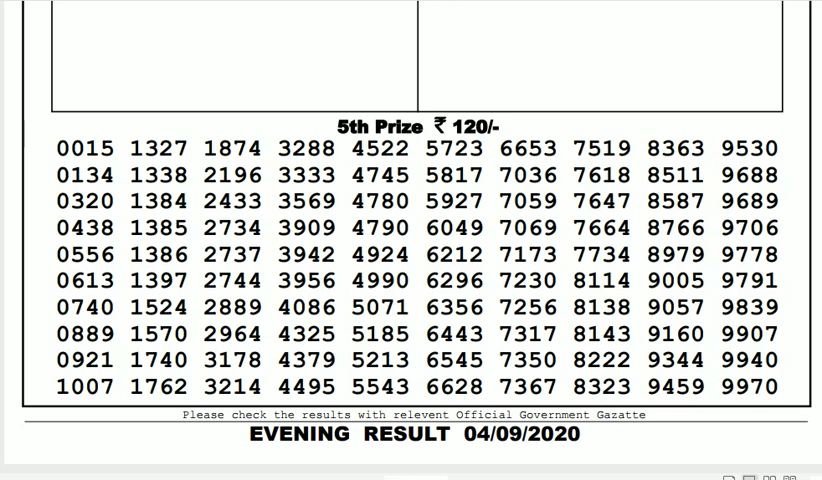 5th Prize ₹ 120/-
0015 1327 1874 3288 4522 5723 6653 7519 8363 9530
0134 1338 2196 3333 4745 5817 7036 7618 8511 9688
0320 1384 2433 3569 4780 5927 7059 7647 8587 9689
0438 1385 2734 3909 4790 6049 7069 7664 8766 9706
0556 1386 2737 3942 4924 6212 7173 7734 8979 9778
0613 1397 2744 3956 4990 6296 7230 8114 9005 9791
0740 1524 2889 4086 5071 6356 7256 8138 9057 9839
0889 1570 2964 4325 5185 6443 7317 8143 9160 9907
0921 1740 3178 4379 5213 6545 7350 8222 9344 9940
1007 1762 3214 4495 5543 6628 7367 8323 9459 9970
Please check the results with relevent Official Government Gazatte
EVENING RESULT 04/09/2020